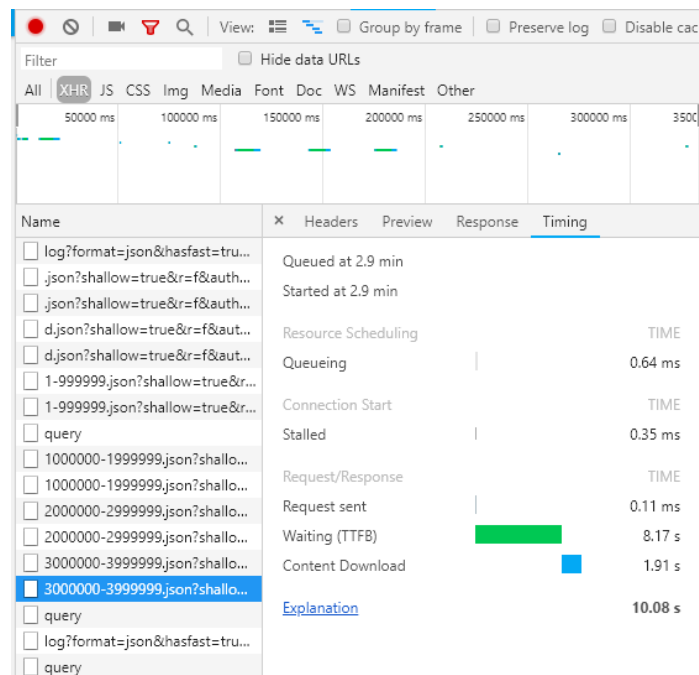 View: Group by frame Preserve log Disable cac
Filter Hide data URLs
All XHR JS CSS Img Media Font Doc WS Manifest Other
50000 ms 100000 ms 150000 ms 200000 ms 250000 ms 300000 ms 3500
Name
× Headers Preview Response Timing
log?format=json&hasfast=tru...
.json?shallow=true&r=f&auth...
.json?shallow=true&r=f&auth...
d.json?shallow=true&r=f&aut...
d.json?shallow=true&r=f&aut...
1-999999.json?shallow=true&r...
1-999999.json?shallow=true&r...
query
1000000-1999999.json?shallo...
1000000-1999999.json?shallo...
2000000-2999999.json?shallo...
2000000-2999999.json?shallo...
3000000-3999999.json?shallo...
3000000-3999999.json?shallo...
query
log?format=json&hasfast=tru...
query
Queued at 2.9 min
Started at 2.9 min
Resource Scheduling TIME
Queueing 0.64 ms
Connection Start TIME
Stalled 0.35 ms
Request/Response TIME
Request sent 0.11 ms
Waiting (TTFB) 8.17 s
Content Download 1.91 s
Explanation 10.08 s